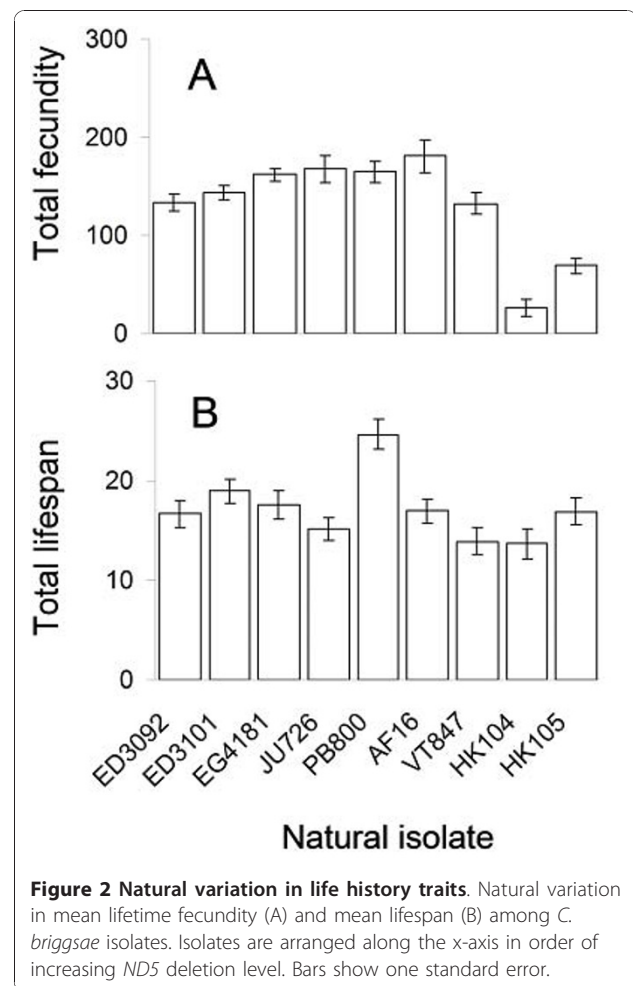 300
A
200
100
0
Total fecundity
30
B
20
10
0
Total lifespan
ED3092
ED3101
EG4181
JU726
PB800
AF16
VT847
HK104
HK105
Natural isolate
Figure 2 Natural variation in life history traits. Natural variation
in mean lifetime fecundity (A) and mean lifespan (B) among C.
briggsae isolates. Isolates are arranged along the x-axis in order of
increasing ND5 deletion level. Bars show one standard error.